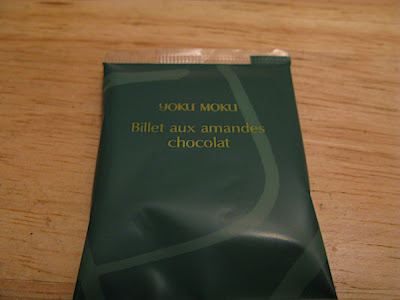 YOKU MOKU
Billet aux amandes
chocolat